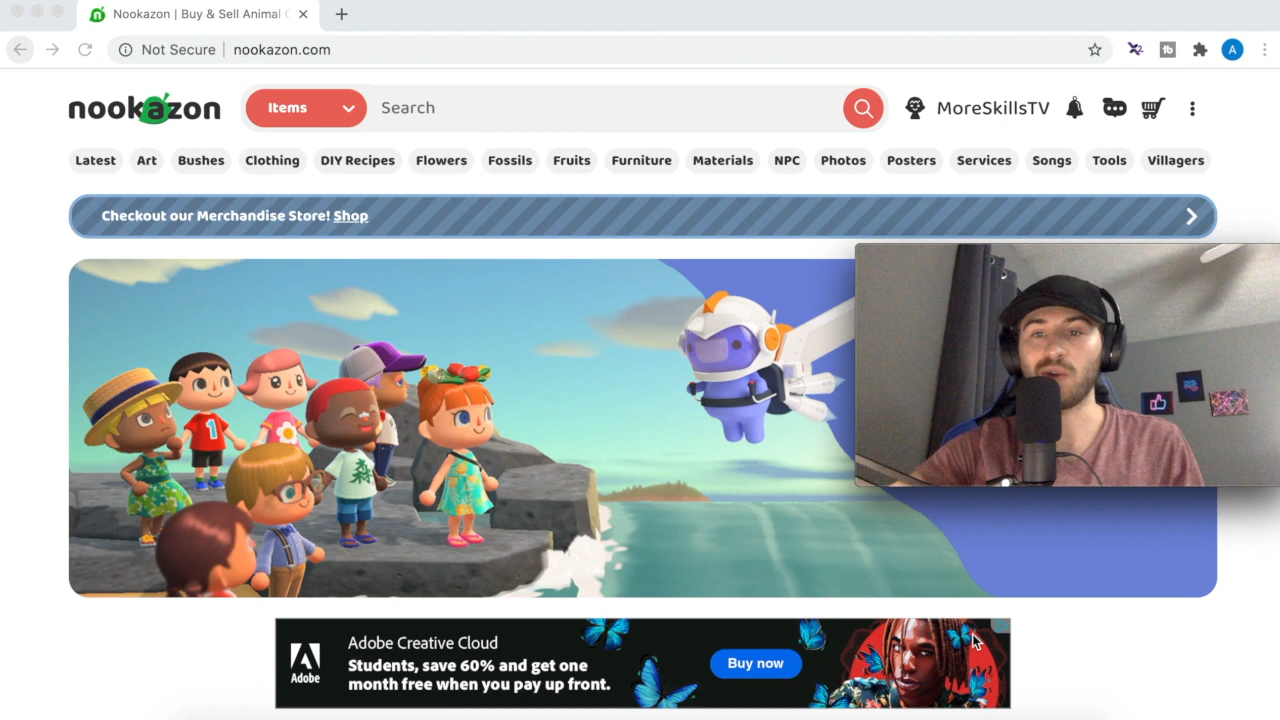 Nookazon | Buy & Sell Animal C
Not Secure
nookazon.com
A
nookazon
Items
Search
MoreSkillsTV
Latest
Art
Bushes
Clothing
DIY Recipes
Flowers
Fossils
Fruits
Furniture
Materials
NPC
Photos
Posters
Services
Songs
Tools
Villagers
Checkout our Merchandise Store! Shop
1
Adobe
Adobe Creative Cloud
Students, save 60% and get one
month free when you pay up front.
Buy now